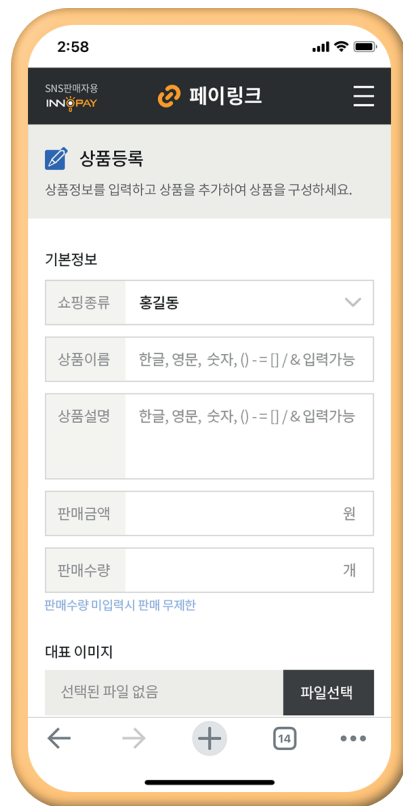 2:58
SNS판매자용
INNOPAY
페이링크
상품등록
상품정보를 입력하고 상품을 추가하여 상품을 구성하세요.
기본정보
쇼핑종류 홍길동
상품이름 한글, 영문, 숫자, () - = [] / & 입력가능
상품설명 한글, 영문, 숫자, () - = [] / & 입력가능
판매금액 원
판매수량 개
판매수량 미입력시 판매 무제한
대표 이미지
선택된 파일 없음 파일선택
14